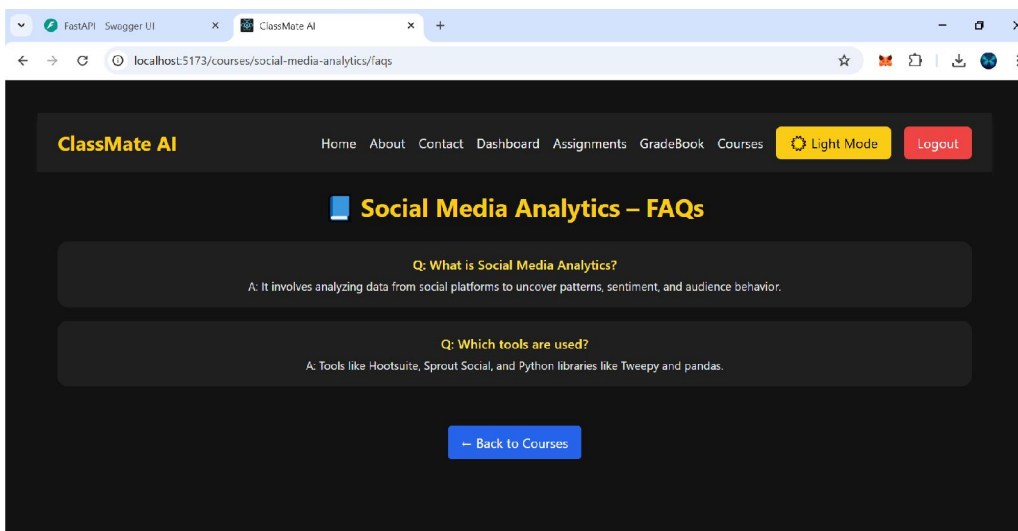 FastAPI Swagger UI
ClassMate AI
localhost:5173/courses/social-media-analytics/faqs
ClassMate AI
Home About Contact Dashboard Assignments GradeBook Courses Light Mode Logout
Social Media Analytics – FAQs
Q: What is Social Media Analytics?
A: It involves analyzing data from social platforms to uncover patterns, sentiment, and audience behavior.
Q: Which tools are used?
A: Tools like Hootsuite, Sprout Social, and Python libraries like Tweepy and pandas.
← Back to Courses